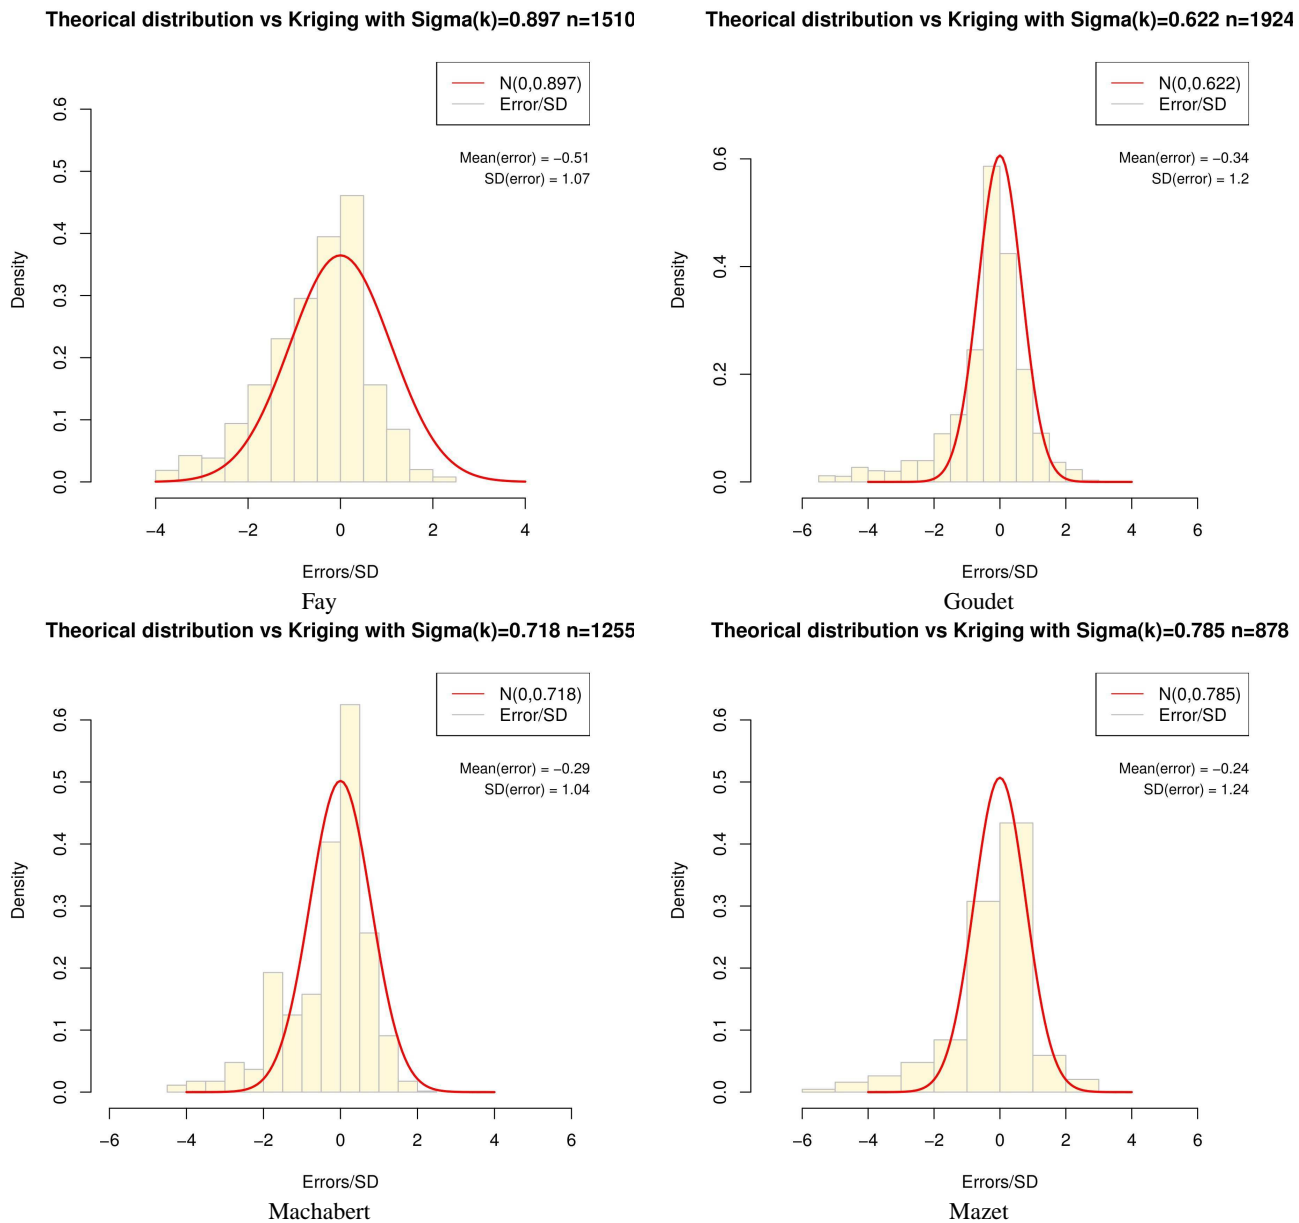 Theorical distribution vs Kriging with Sigma(k)=0.897 n=1510
N(0,0.897)
Error/SD
Mean(error) = −0.51
SD(error) = 1.07
0.6
0.5
0.4
0.3
0.2
0.1
0.0
Density
−4 −2 0 2 4
Errors/SD
Fay
Theorical distribution vs Kriging with Sigma(k)=0.622 n=1924
N(0,0.622)
Error/SD
Mean(error) = −0.34
SD(error) = 1.2
0.6
0.4
0.2
0.0
Density
−6 −4 −2 0 2 4 6
Errors/SD
Goudet
Theorical distribution vs Kriging with Sigma(k)=0.718 n=1255
N(0,0.718)
Error/SD
Mean(error) = −0.29
SD(error) = 1.04
0.6
0.5
0.4
0.3
0.2
0.1
0.0
Density
−6 −4 −2 0 2 4 6
Errors/SD
Machabert
Theorical distribution vs Kriging with Sigma(k)=0.785 n=878
N(0,0.785)
Error/SD
Mean(error) = −0.24
SD(error) = 1.24
0.6
0.5
0.4
0.3
0.2
0.1
0.0
Density
−6 −4 −2 0 2 4 6
Errors/SD
Mazet